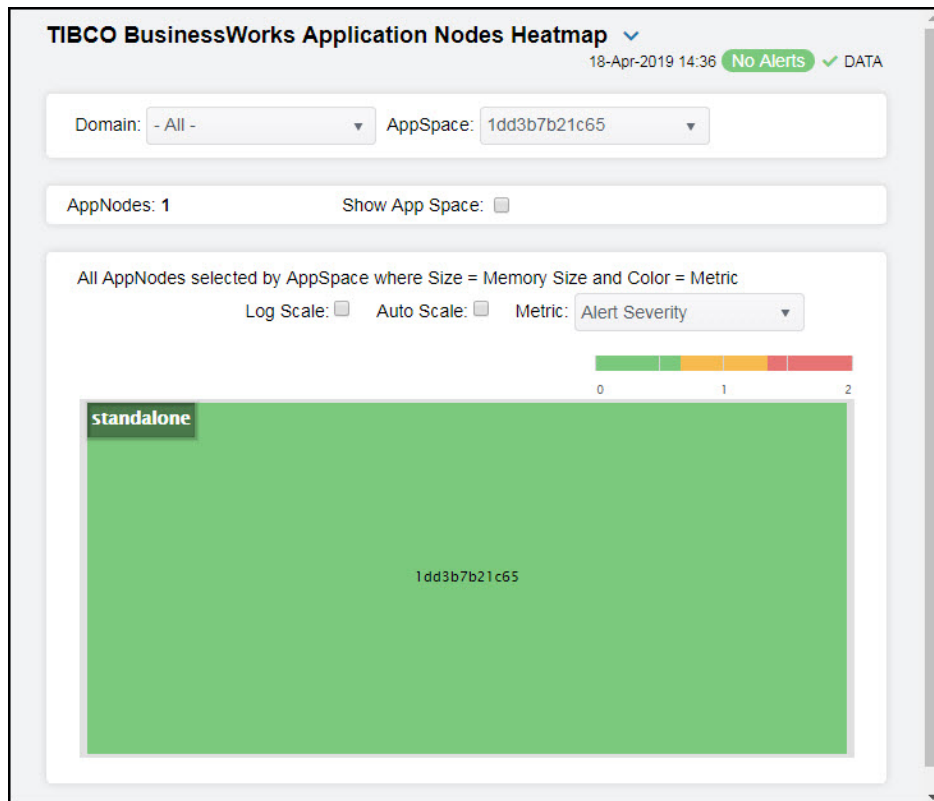 TIBCO BusinessWorks Application Nodes Heatmap
18-Apr-2019 14:36 No Alerts DATA
Domain: - All - AppSpace: 1dd3b7b21c65
AppNodes: 1 Show App Space:
All AppNodes selected by AppSpace where Size = Memory Size and Color = Metric
Log Scale: Auto Scale: Metric: Alert Severity
0 1 2
standalone
1dd3b7b21c65